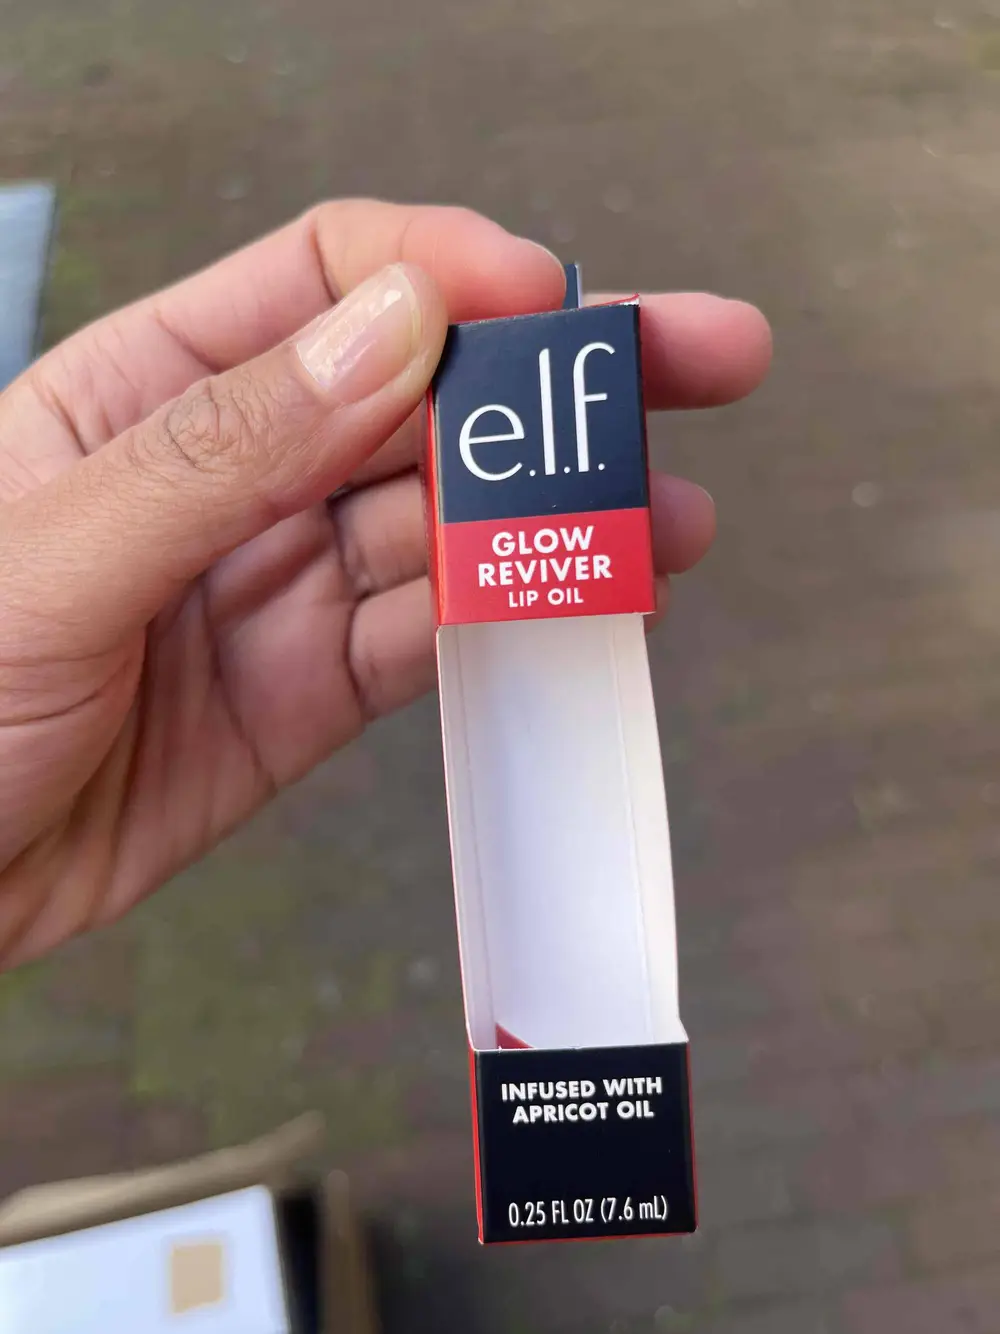 e.l.f.
GLOW
REVIVER
LIP OIL
INFUSED WITH
APRICOT OIL
0.25 FL OZ (7.6 mL)